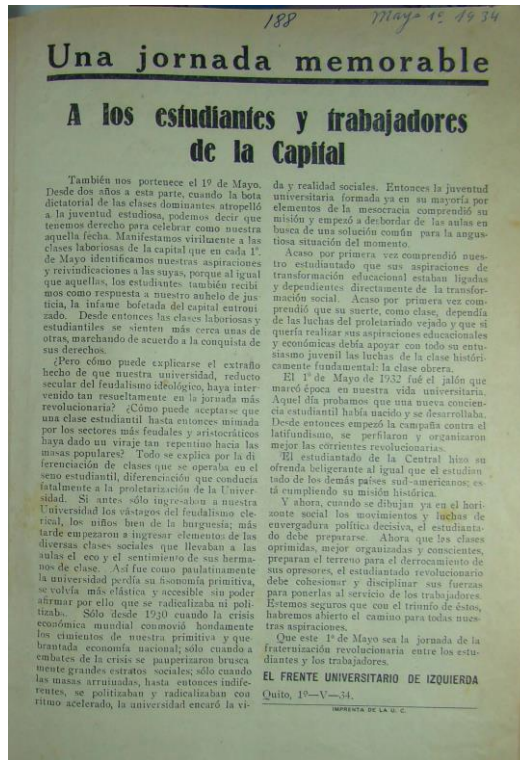 188
Mayo 1º 1934
Una jornada memorable
A los estudiantes y trabajadores
de la Capital
También nos portenece el 1º de Mayo.
Desde dos años a esta parte, cuando la bota
dictatorial de las clases dominantes atropelló
a la juventud estudiosa, podemos decir que
tenemos derecho para celebrar como nuestra
aquella fecha. Manifestamos virilmente a las
clases laboriosas de la capital que en cada 1º.
de Mayo identificamos nuestras aspiraciones
y reivindicaciones a las suyas, porque al igual
que aquellas, los estudiantes también recibi
mos como respuesta a nuestro anhelo de jus
ticia, la infame bofetada del capital entroni
zado. Desde entonces las clases laboriosas y
estudiantiles se sienten más cerca unas de
otras, marchando de acuerdo a la conquista de
sus derechos.
¿Pero cómo puede explicarse el extraño
hecho de que nuestra universidad, reducto
secular del feudalismo ideológico, haya inter
venido tan resueltamente en la jornada más
revolucionaria? ¿Cómo puede aceptarse que
una clase estudiantil hasta entonces mimada
por los sectores más feudales y aristocráticos
haya dado un viraje tan repentino hacia las
masas populares? Todo se explica por la di
ferenciación de clases que se operaba en el
seno estudiantil, diferenciación que conducía
fatalmente a la proletarización de la Univer-
sidad. Si antes sólo ingresaban a nuestra
Universidad los vástagos del feudalismo cle-
rical, los niños bien de la burguesía; más
tarde empezaron a ingresar elementos de las
diversas clases sociales que llevaban a las
aulas el eco y el sentimiento de sus herma-
nos de clase. Así fue como paulatinamente
la universidad perdía su fisonomía primitiva,
se volvía más elástica y accesible sin poder
afirmar por ello que se radicalizaba ni poli-
tizaba. Sólo desde 1930 cuando la crisis
económica mundial conmovió hondamente
los cimientos de nuestra primitiva y que-
brantada economía nacional; sólo cuando a
embates de la crisis se pauperizaron brusca
mente grandes estratos sociales; sólo cuando
las masas arruinadas, hasta entonces indife-
rentes, se politizaban y radicalizaban con
ritmo acelerado, la universidad encaró la vi-
da y realidad sociales. Entonces la juventud
universitaria formada ya en su mayoría por
elementos de la mesocracia comprendió su
misión y empezó a desbordar de las aulas en
busca de una solución común para la angus-
tiosa situación del momento.
Acaso por primera vez comprendió nues-
tro estudiantado que sus aspiraciones de
transformación educacional estaban ligadas
y dependientes directamente de la transfor-
mación social. Acaso por primera vez com-
prendió que su suerte, como clase, dependía
de las luchas del proletariado vejado y que si
quería realizar sus aspiraciones educacionales
y económicas debía apoyar con todo su entu-
siasmo juvenil las luchas de la clase históri-
camente fundamental: la clase obrera.
El 1º de Mayo de 1932 fué el jalón que
marcó época en nuestra vida universitaria.
Aquel día probamos que una nueva concien-
cia estudiantil había nacido y se desarrollaba.
Desde entonces empezó la campaña contra el
latifundismo, se perfilaron y organizaron
mejor las corrientes revolucionarias.
El estudiantado de la Central hizo su
ofrenda beligerante al igual que el estudian
tado de los demás países sud-americanos; es-
tá cumpliendo su misión histórica.
Y ahora, cuando se dibujan ya en el hori-
zonte social los movimientos y luchas de
envergadura política decisiva, el estudianta-
do debe prepararse. Ahora que las clases
oprimidas, mejor organizadas y conscientes,
preparan el terreno para el derrocamiento de
sus opresores, el estudiantado revolucionario
debe cohesionar y disciplinar sus fuerzas
para ponerlas al servicio de los trabajadores.
Estemos seguros que con el triunfo de éstos,
habremos abierto el camino para todas nues-
tras aspiraciones.
Que este 1º de Mayo sea la jornada de la
fraternización revolucionaria entre los estu-
diantes y los trabajadores.
EL FRENTE UNIVERSITARIO DE IZQUIERDA
Quito, 1º—V—34.
IMPRENTA DE LA U. C.